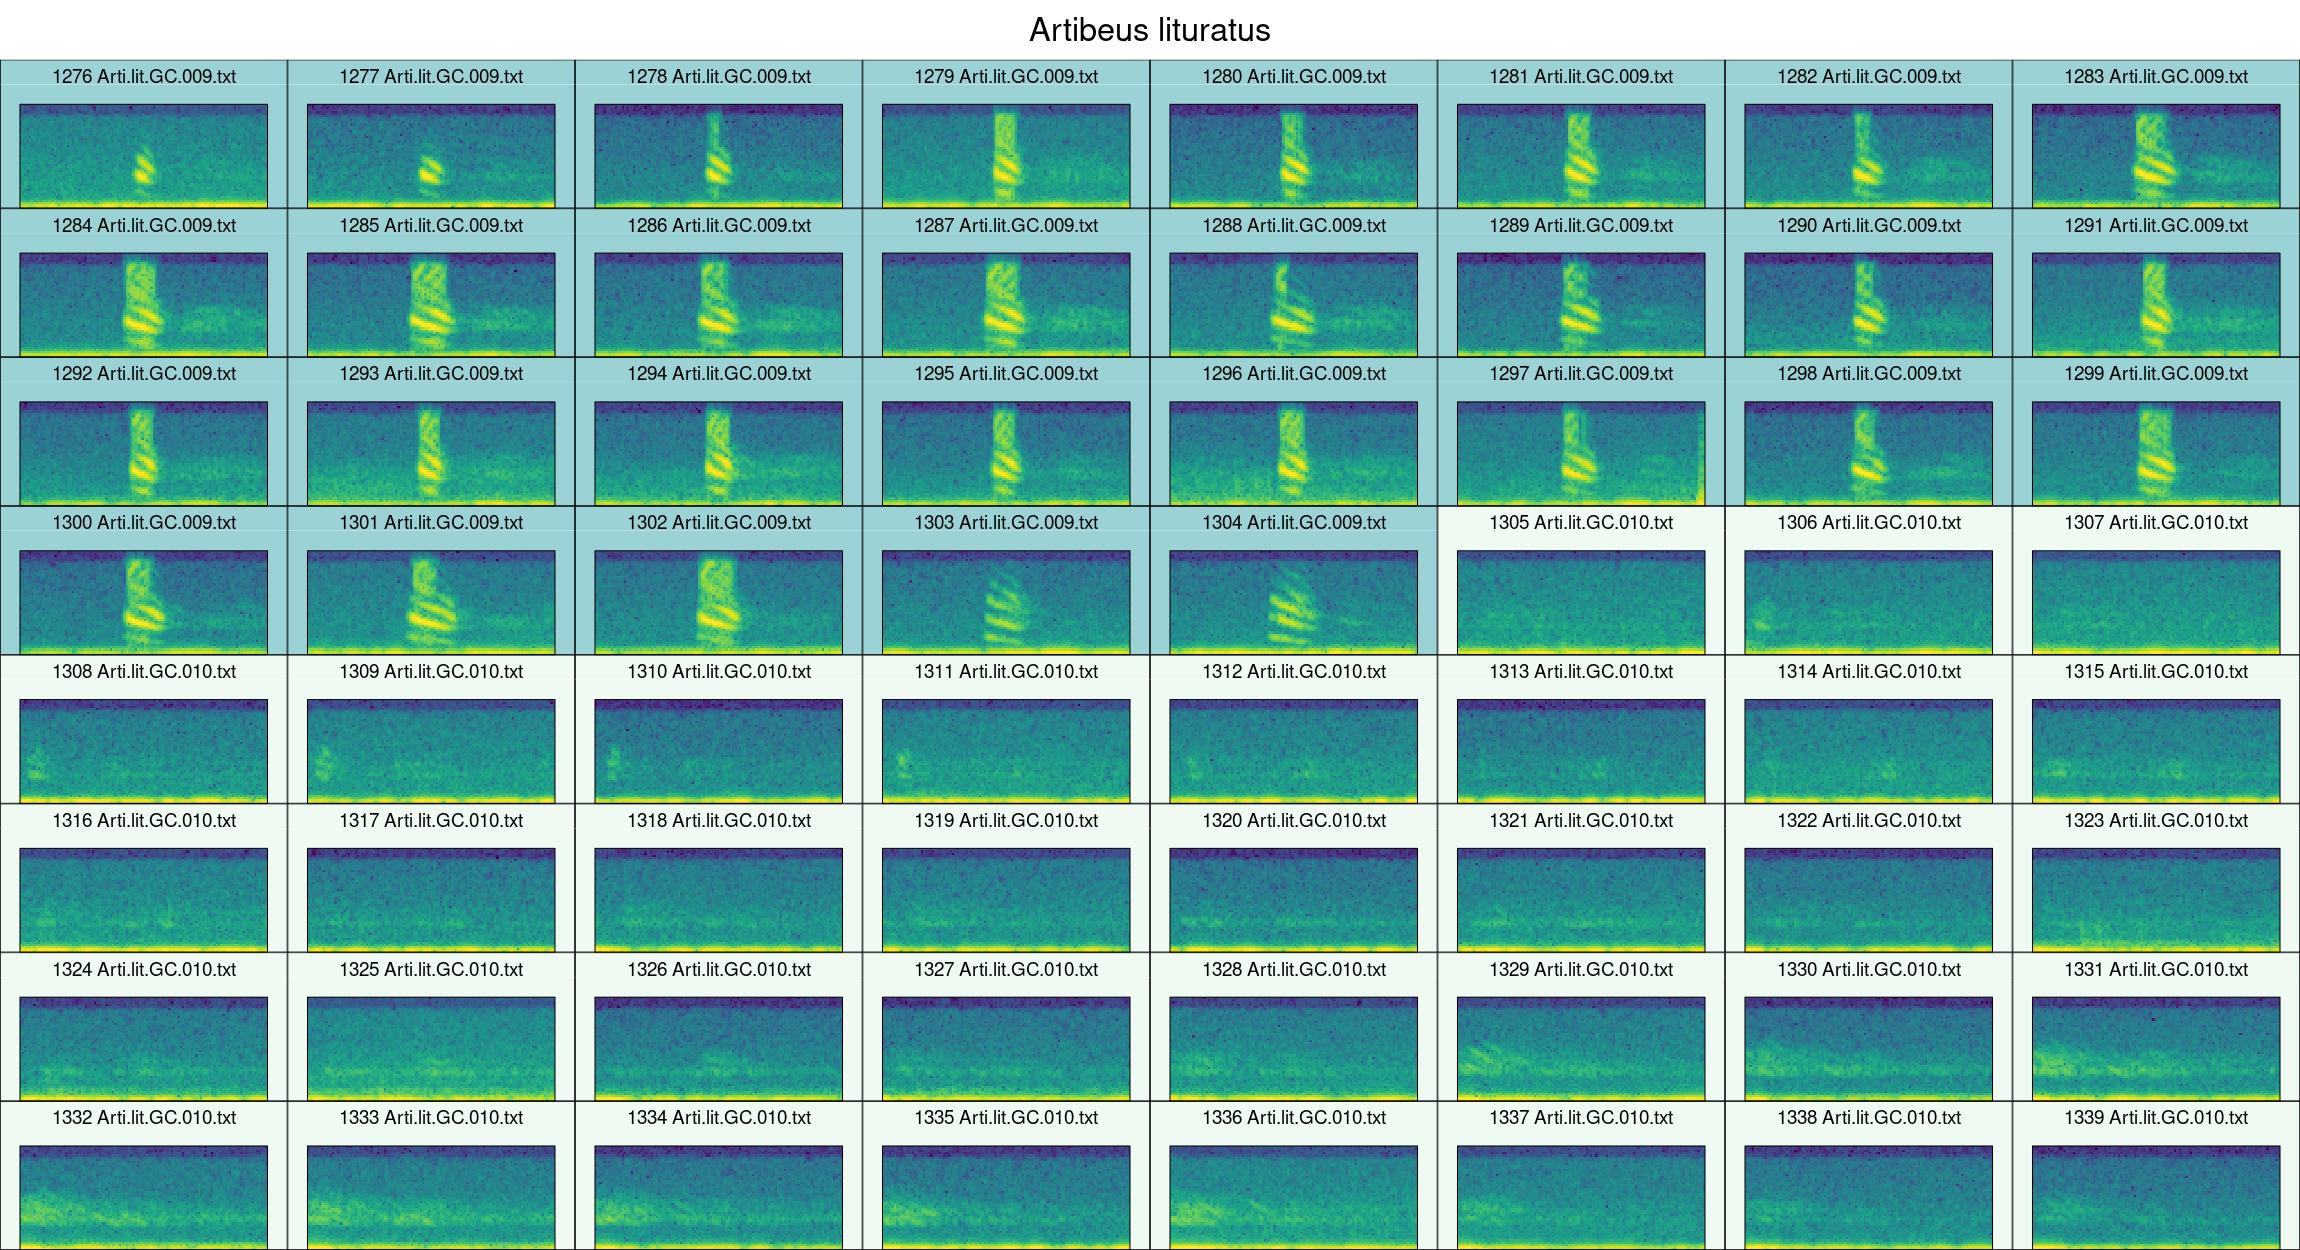 Artibeus lituratus
1276 Arti.lit.GC.009.txt 1277 Arti.lit.GC.009.txt 1278 Arti.lit.GC.009.txt 1279 Arti.lit.GC.009.txt 1280 Arti.lit.GC.009.txt 1281 Arti.lit.GC.009.txt 1282 Arti.lit.GC.009.txt 1283 Arti.lit.GC.009.txt
1284 Arti.lit.GC.009.txt 1285 Arti.lit.GC.009.txt 1286 Arti.lit.GC.009.txt 1287 Arti.lit.GC.009.txt 1288 Arti.lit.GC.009.txt 1289 Arti.lit.GC.009.txt 1290 Arti.lit.GC.009.txt 1291 Arti.lit.GC.009.txt
1292 Arti.lit.GC.009.txt 1293 Arti.lit.GC.009.txt 1294 Arti.lit.GC.009.txt 1295 Arti.lit.GC.009.txt 1296 Arti.lit.GC.009.txt 1297 Arti.lit.GC.009.txt 1298 Arti.lit.GC.009.txt 1299 Arti.lit.GC.009.txt
1300 Arti.lit.GC.009.txt 1301 Arti.lit.GC.009.txt 1302 Arti.lit.GC.009.txt 1303 Arti.lit.GC.009.txt 1304 Arti.lit.GC.009.txt 1305 Arti.lit.GC.010.txt 1306 Arti.lit.GC.010.txt 1307 Arti.lit.GC.010.txt
1308 Arti.lit.GC.010.txt 1309 Arti.lit.GC.010.txt 1310 Arti.lit.GC.010.txt 1311 Arti.lit.GC.010.txt 1312 Arti.lit.GC.010.txt 1313 Arti.lit.GC.010.txt 1314 Arti.lit.GC.010.txt 1315 Arti.lit.GC.010.txt
1316 Arti.lit.GC.010.txt 1317 Arti.lit.GC.010.txt 1318 Arti.lit.GC.010.txt 1319 Arti.lit.GC.010.txt 1320 Arti.lit.GC.010.txt 1321 Arti.lit.GC.010.txt 1322 Arti.lit.GC.010.txt 1323 Arti.lit.GC.010.txt
1324 Arti.lit.GC.010.txt 1325 Arti.lit.GC.010.txt 1326 Arti.lit.GC.010.txt 1327 Arti.lit.GC.010.txt 1328 Arti.lit.GC.010.txt 1329 Arti.lit.GC.010.txt 1330 Arti.lit.GC.010.txt 1331 Arti.lit.GC.010.txt
1332 Arti.lit.GC.010.txt 1333 Arti.lit.GC.010.txt 1334 Arti.lit.GC.010.txt 1335 Arti.lit.GC.010.txt 1336 Arti.lit.GC.010.txt 1337 Arti.lit.GC.010.txt 1338 Arti.lit.GC.010.txt 1339 Arti.lit.GC.010.txt